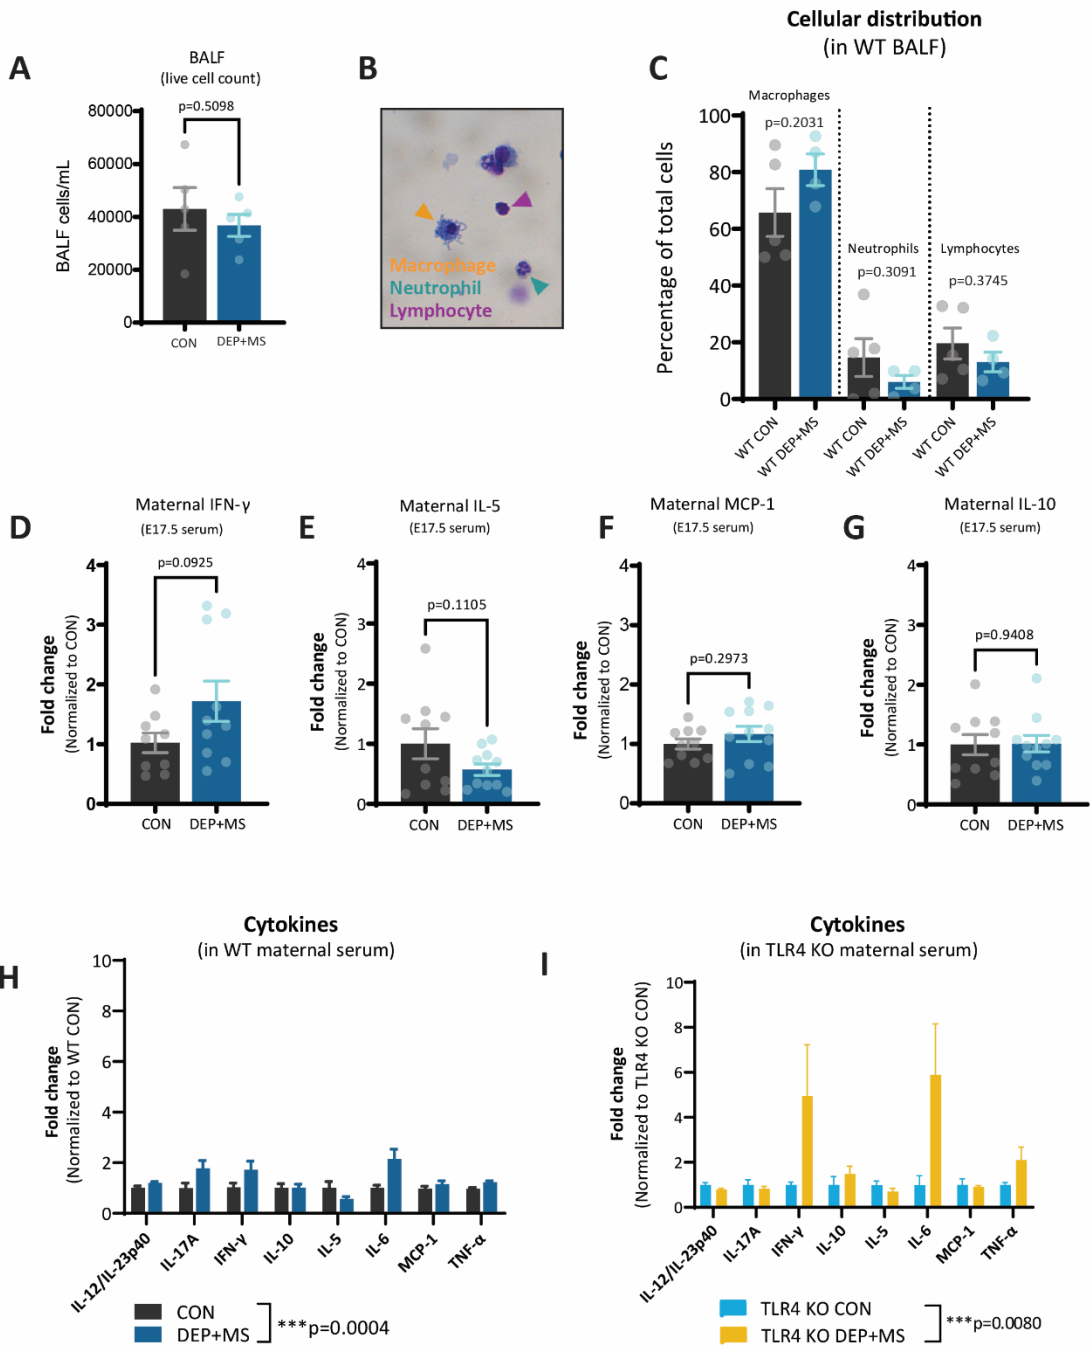 A
BALF
(live cell count)
p=0.5098
BALF cells/mL
80000
60000
40000
20000
0
CON
DEP+MS
B
Macrophage
Neutrophil
Lymphocyte
Cellular distribution
(in WT BALF)
C
Macrophages
p=0.2031
Neutrophils
p=0.3091
Lymphocytes
p=0.3745
Percentage of total cells
100
80
60
40
20
0
WT CON
WT DEP+MS
WT CON
WT DEP+MS
WT CON
WT DEP+MS
D
Maternal IFN-γ
(E17.5 serum)
p=0.0925
Fold change
(Normalized to CON)
4
3
2
1
0
CON
DEP+MS
E
Maternal IL-5
(E17.5 serum)
p=0.1105
Fold change
(Normalized to CON)
4
3
2
1
0
CON
DEP+MS
F
Maternal MCP-1
(E17.5 serum)
p=0.2973
Fold change
(Normalized to CON)
4
3
2
1
0
CON
DEP+MS
G
Maternal IL-10
(E17.5 serum)
p=0.9408
Fold change
(Normalized to CON)
4
3
2
1
0
CON
DEP+MS
H
Cytokines
(in WT maternal serum)
Fold change
(Normalized to WT CON)
10
8
6
4
2
0
IL-12/IL-23p40
IL-17A
IFN-γ
IL-10
IL-5
IL-6
MCP-1
TNF-α
CON
DEP+MS
***p=0.0004
I
Cytokines
(in TLR4 KO maternal serum)
Fold change
(Normalized to TLR4 KO CON)
10
8
6
4
2
0
IL-12/IL-23p40
IL-17A
IFN-γ
IL-10
IL-5
IL-6
MCP-1
TNF-α
TLR4 KO CON
TLR4 KO DEP+MS
***p=0.0080